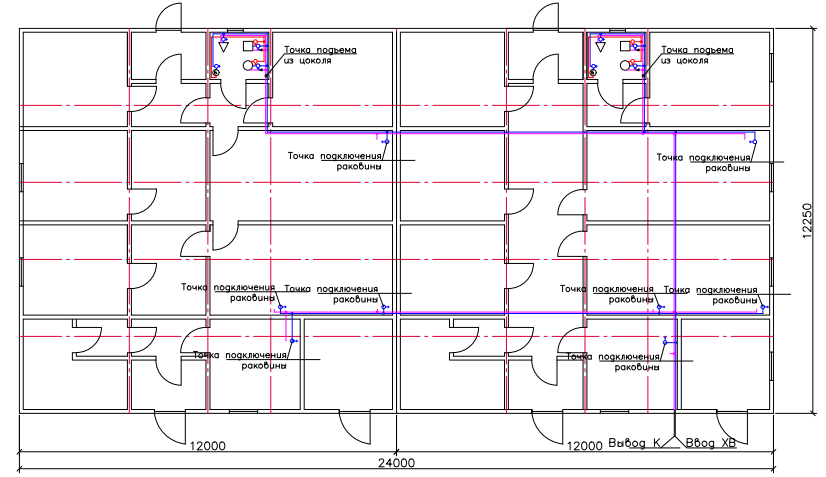 Точка подъема
из цоколя
Точка подъема
из цоколя
Точка подключения
раковины
Точка подключения
раковины
12250
Точка подключения
раковины
Точка подключения
раковины
Точка подключения
раковины
Точка подключения
раковины
Точка подключения
раковины
Точка подключения
раковины
12000
12000
Вывод К
Ввод ХВ
24000